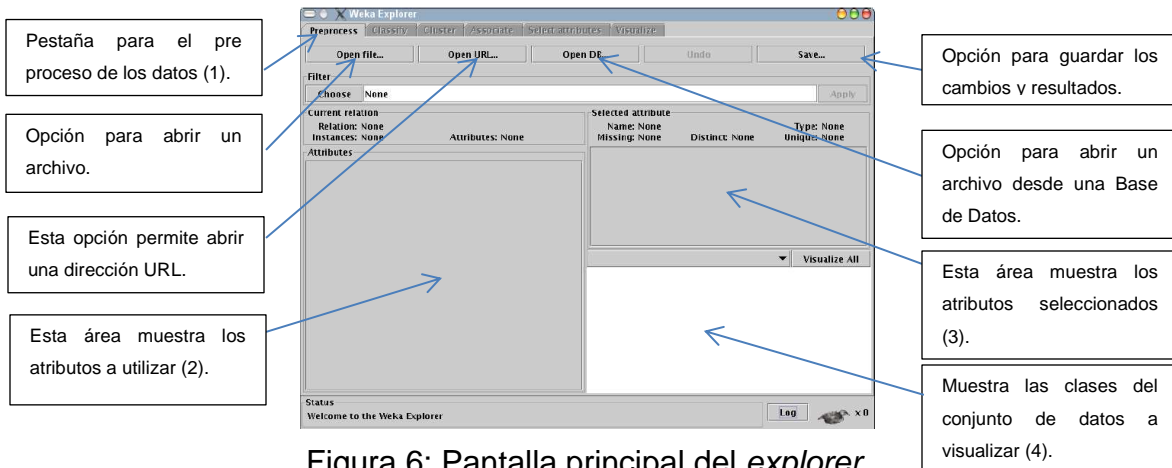 Pestaña para el pre
proceso de los datos (1).
Opción para abrir un
archivo.
Esta opción permite abrir
una dirección URL.
Esta área muestra los
atributos a utilizar (2).
Weka Explorer
Preprocess Classify Cluster Associate Select attributes Visualize
Open file... Open URL... Open DB... Undo Save...
Filter
Choose None Apply
Current relation
Relation: None
Instances: None Attributes: None
Selected attribute
Name: None Type: None
Missing: None Distinct: None Unique: None
Attributes
Visualize All
Status
Welcome to the Weka Explorer
Log x 0
Opción para guardar los
cambios y resultados.
Opción para abrir un
archivo desde una Base
de Datos.
Esta área muestra los
atributos seleccionados
(3).
Muestra las clases del
conjunto de datos a
visualizar (4).
Figura 6: Pantalla principal del explorer